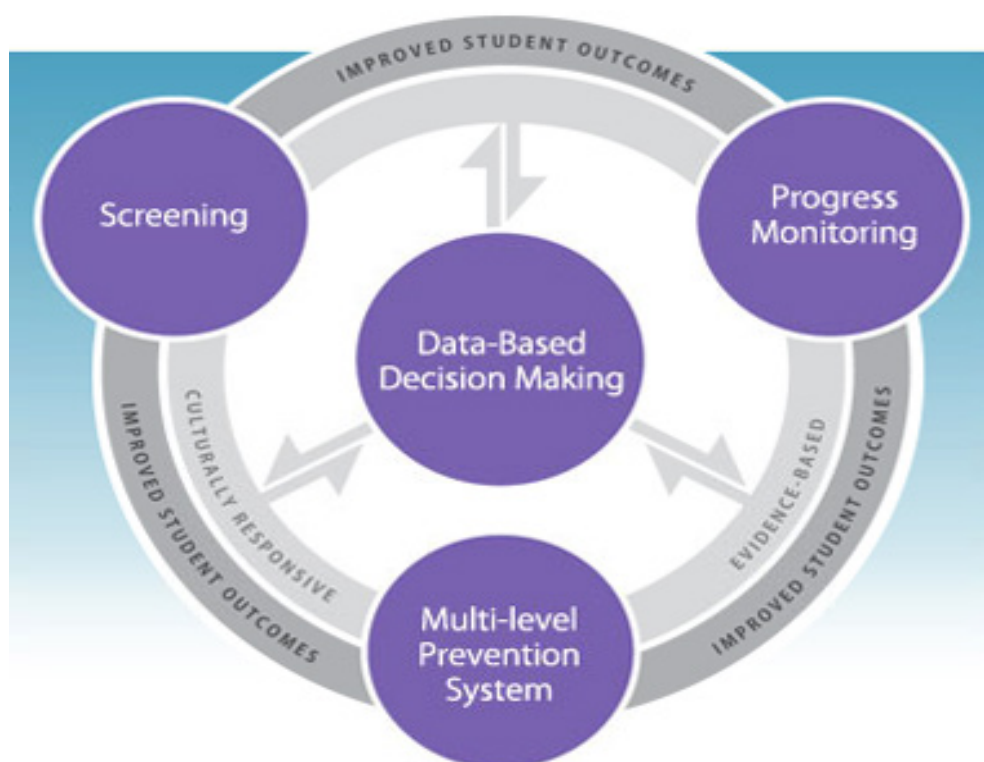 IMPROVED STUDENT OUTCOMES
Screening
Progress
Monitoring
Data-Based
Decision Making
CULTURALLY RESPONSIVE
IMPROVED STUDENT OUTCOMES
EVIDENCE-BASED
IMPROVED STUDENT OUTCOMES
Multi-level
Prevention
System